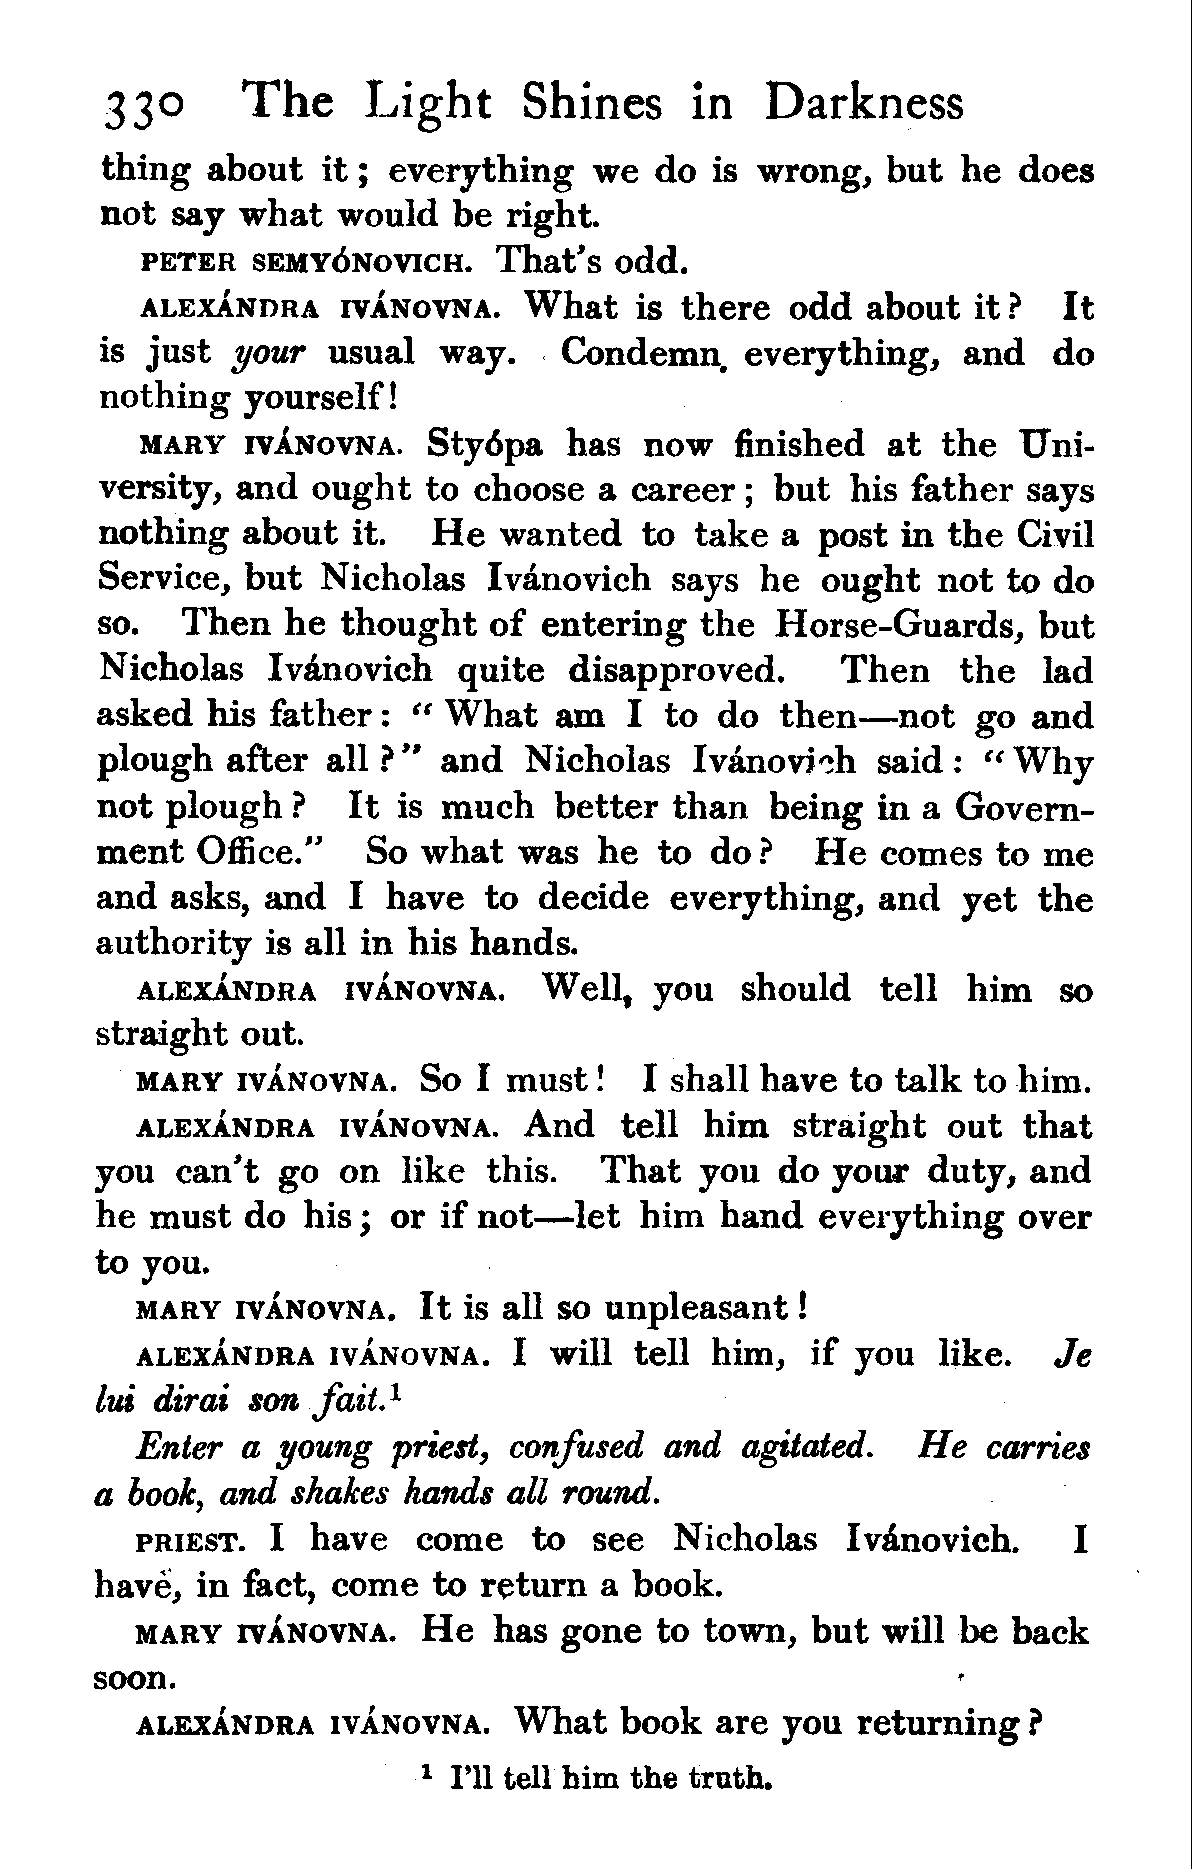 330 The Light Shines in Darkness
thing about it; everything we do is wrong, but he does
not say what would be right.
PETER SEMYÓNOVICH. That's odd.
ALEXÁNDRA IVÁNOVNA. What is there odd about it? It
is just your usual way. Condemn everything, and do
nothing yourself!
MARY IVÁNOVNA. Styópa has now finished at the Uni-
versity, and ought to choose a career; but his father says
nothing about it. He wanted to take a post in the Civil
Service, but Nicholas Ivánovich says he ought not to do
so. Then he thought of entering the Horse-Guards, but
Nicholas Ivánovich quite disapproved. Then the lad
asked his father: "What am I to do then—not go and
plough after all?" and Nicholas Ivánovich said: "Why
not plough? It is much better than being in a Govern-
ment Office." So what was he to do? He comes to me
and asks, and I have to decide everything, and yet the
authority is all in his hands.
ALEXÁNDRA IVÁNOVNA. Well, you should tell him so
straight out.
MARY IVÁNOVNA. So I must! I shall have to talk to him.
ALEXÁNDRA IVÁNOVNA. And tell him straight out that
you can't go on like this. That you do your duty, and
he must do his; or if not—let him hand everything over
to you.
MARY IVÁNOVNA. It is all so unpleasant!
ALEXÁNDRA IVÁNOVNA. I will tell him, if you like. Je
lui dirai son fait.¹
Enter a young priest, confused and agitated. He carries
a book, and shakes hands all round.
PRIEST. I have come to see Nicholas Ivánovich. I
have, in fact, come to return a book.
MARY IVÁNOVNA. He has gone to town, but will be back
soon.
ALEXÁNDRA IVÁNOVNA. What book are you returning?
¹ I'll tell him the truth.